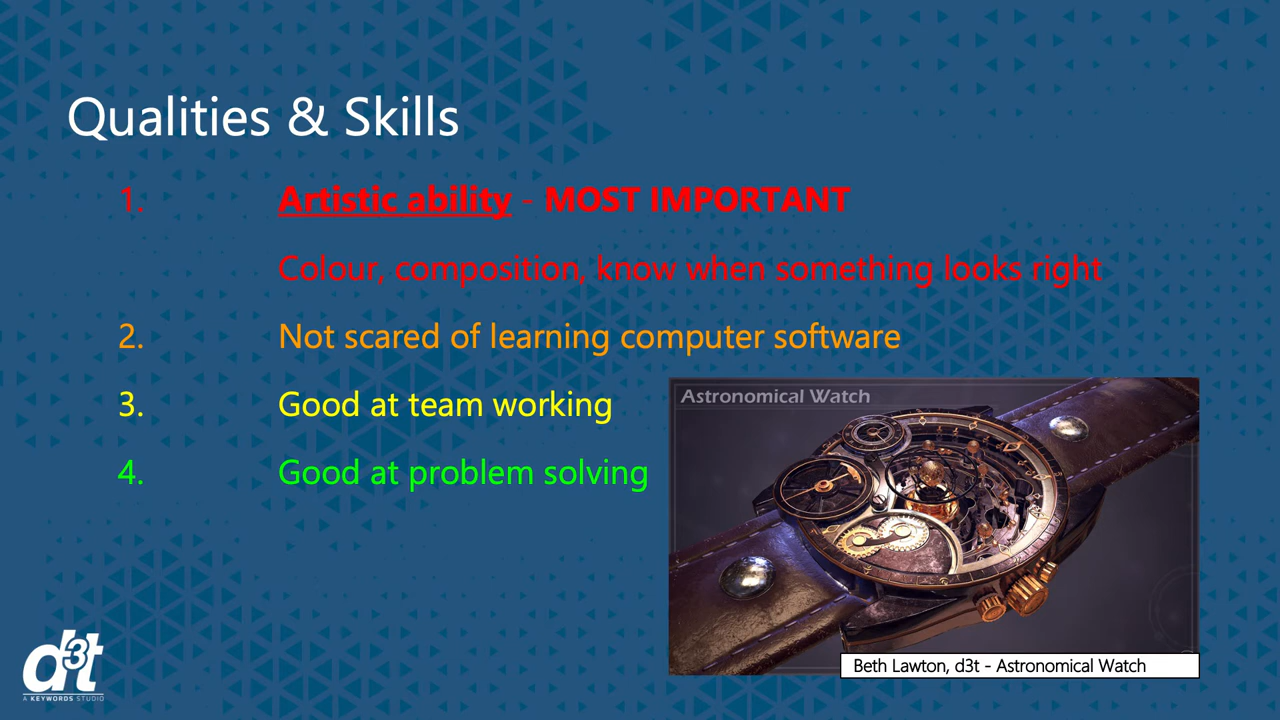 Qualities & Skills
1. Artistic ability - MOST IMPORTANT
Colour, composition, know when something looks right
2. Not scared of learning computer software
3. Good at team working
4. Good at problem solving
Astronomical Watch
Beth Lawton, d3t - Astronomical Watch
d3t
A KEYWORDS STUDIO